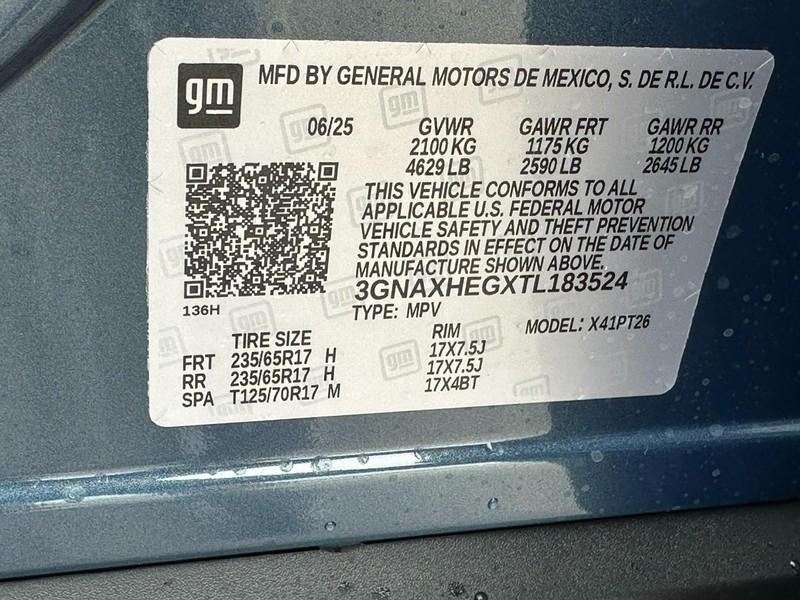 gm
MFD BY GENERAL MOTORS DE MEXICO, S. DE R.L. DE C.V.
06/25 GVWR GAWR FRT GAWR RR
2100 KG 1175 KG 1200 KG
4629 LB 2590 LB 2645 LB
THIS VEHICLE CONFORMS TO ALL
APPLICABLE U.S. FEDERAL MOTOR
VEHICLE SAFETY AND THEFT PREVENTION
STANDARDS IN EFFECT ON THE DATE OF
MANUFACTURE SHOWN ABOVE.
3GNAXHEGXTL183524
136H
TYPE: MPV MODEL: X41PT26
TIRE SIZE RIM
FRT 235/65R17 H 17X7.5J
RR 235/65R17 H 17X7.5J
SPA T125/70R17 M 17X4BT